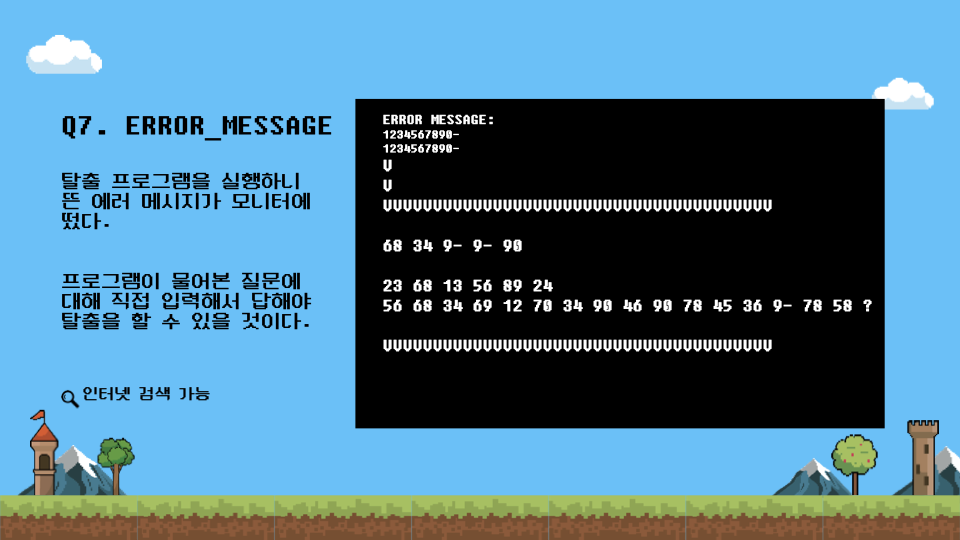 Q7. ERROR_MESSAGE
탈출 프로그램을 실행하니
뜬 에러 메시지가 모니터에
떴다.
프로그램이 물어본 질문에
대해 직접 입력해서 답해야
탈출을 할 수 있을 것이다.
인터넷 검색 가능
ERROR MESSAGE:
1234567890-
1234567890-
V
V
VVVVVVVVVVVVVVVVVVVVVVVVVVVVVVVVVVVVVVV
68 34 9- 9- 90
23 68 13 56 89 24
56 68 34 69 12 70 34 90 46 90 78 45 36 9- 78 58 ?
VVVVVVVVVVVVVVVVVVVVVVVVVVVVVVVVVVVVVVV